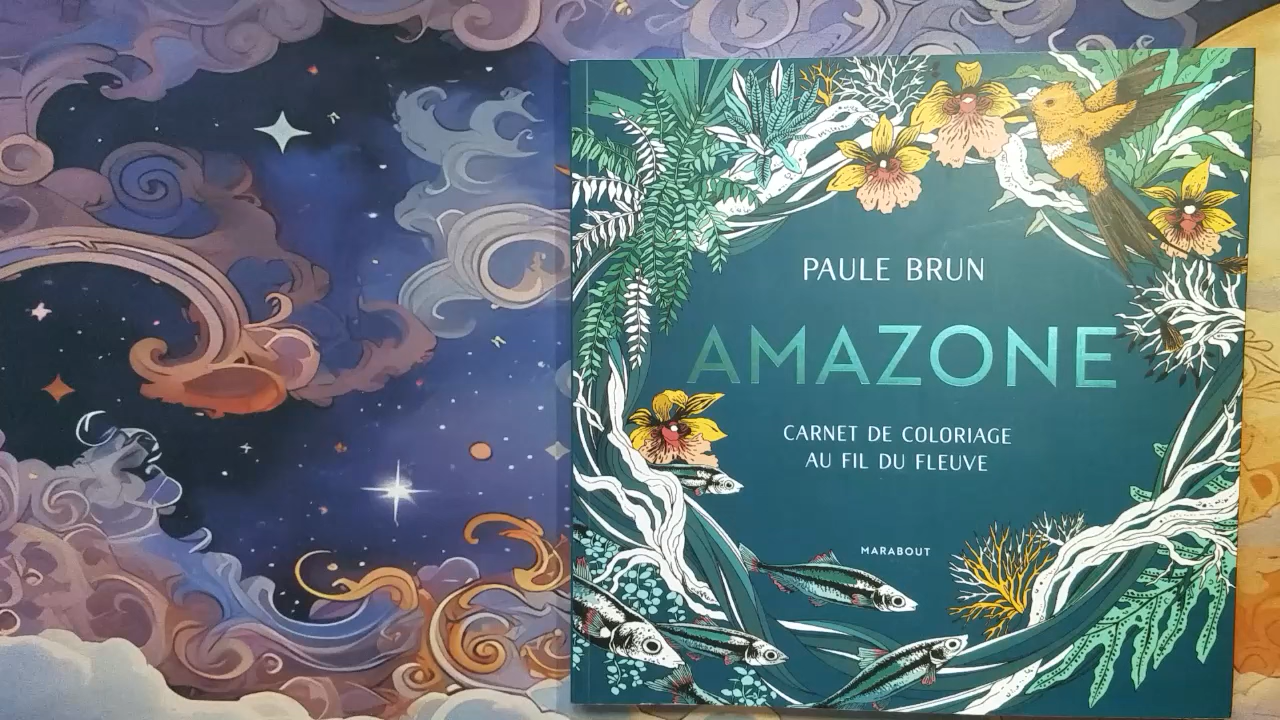 PAULE BRUN
AMAZONE
CARNET DE COLORIAGE
AU FIL DU FLEUVE
MARABOUT